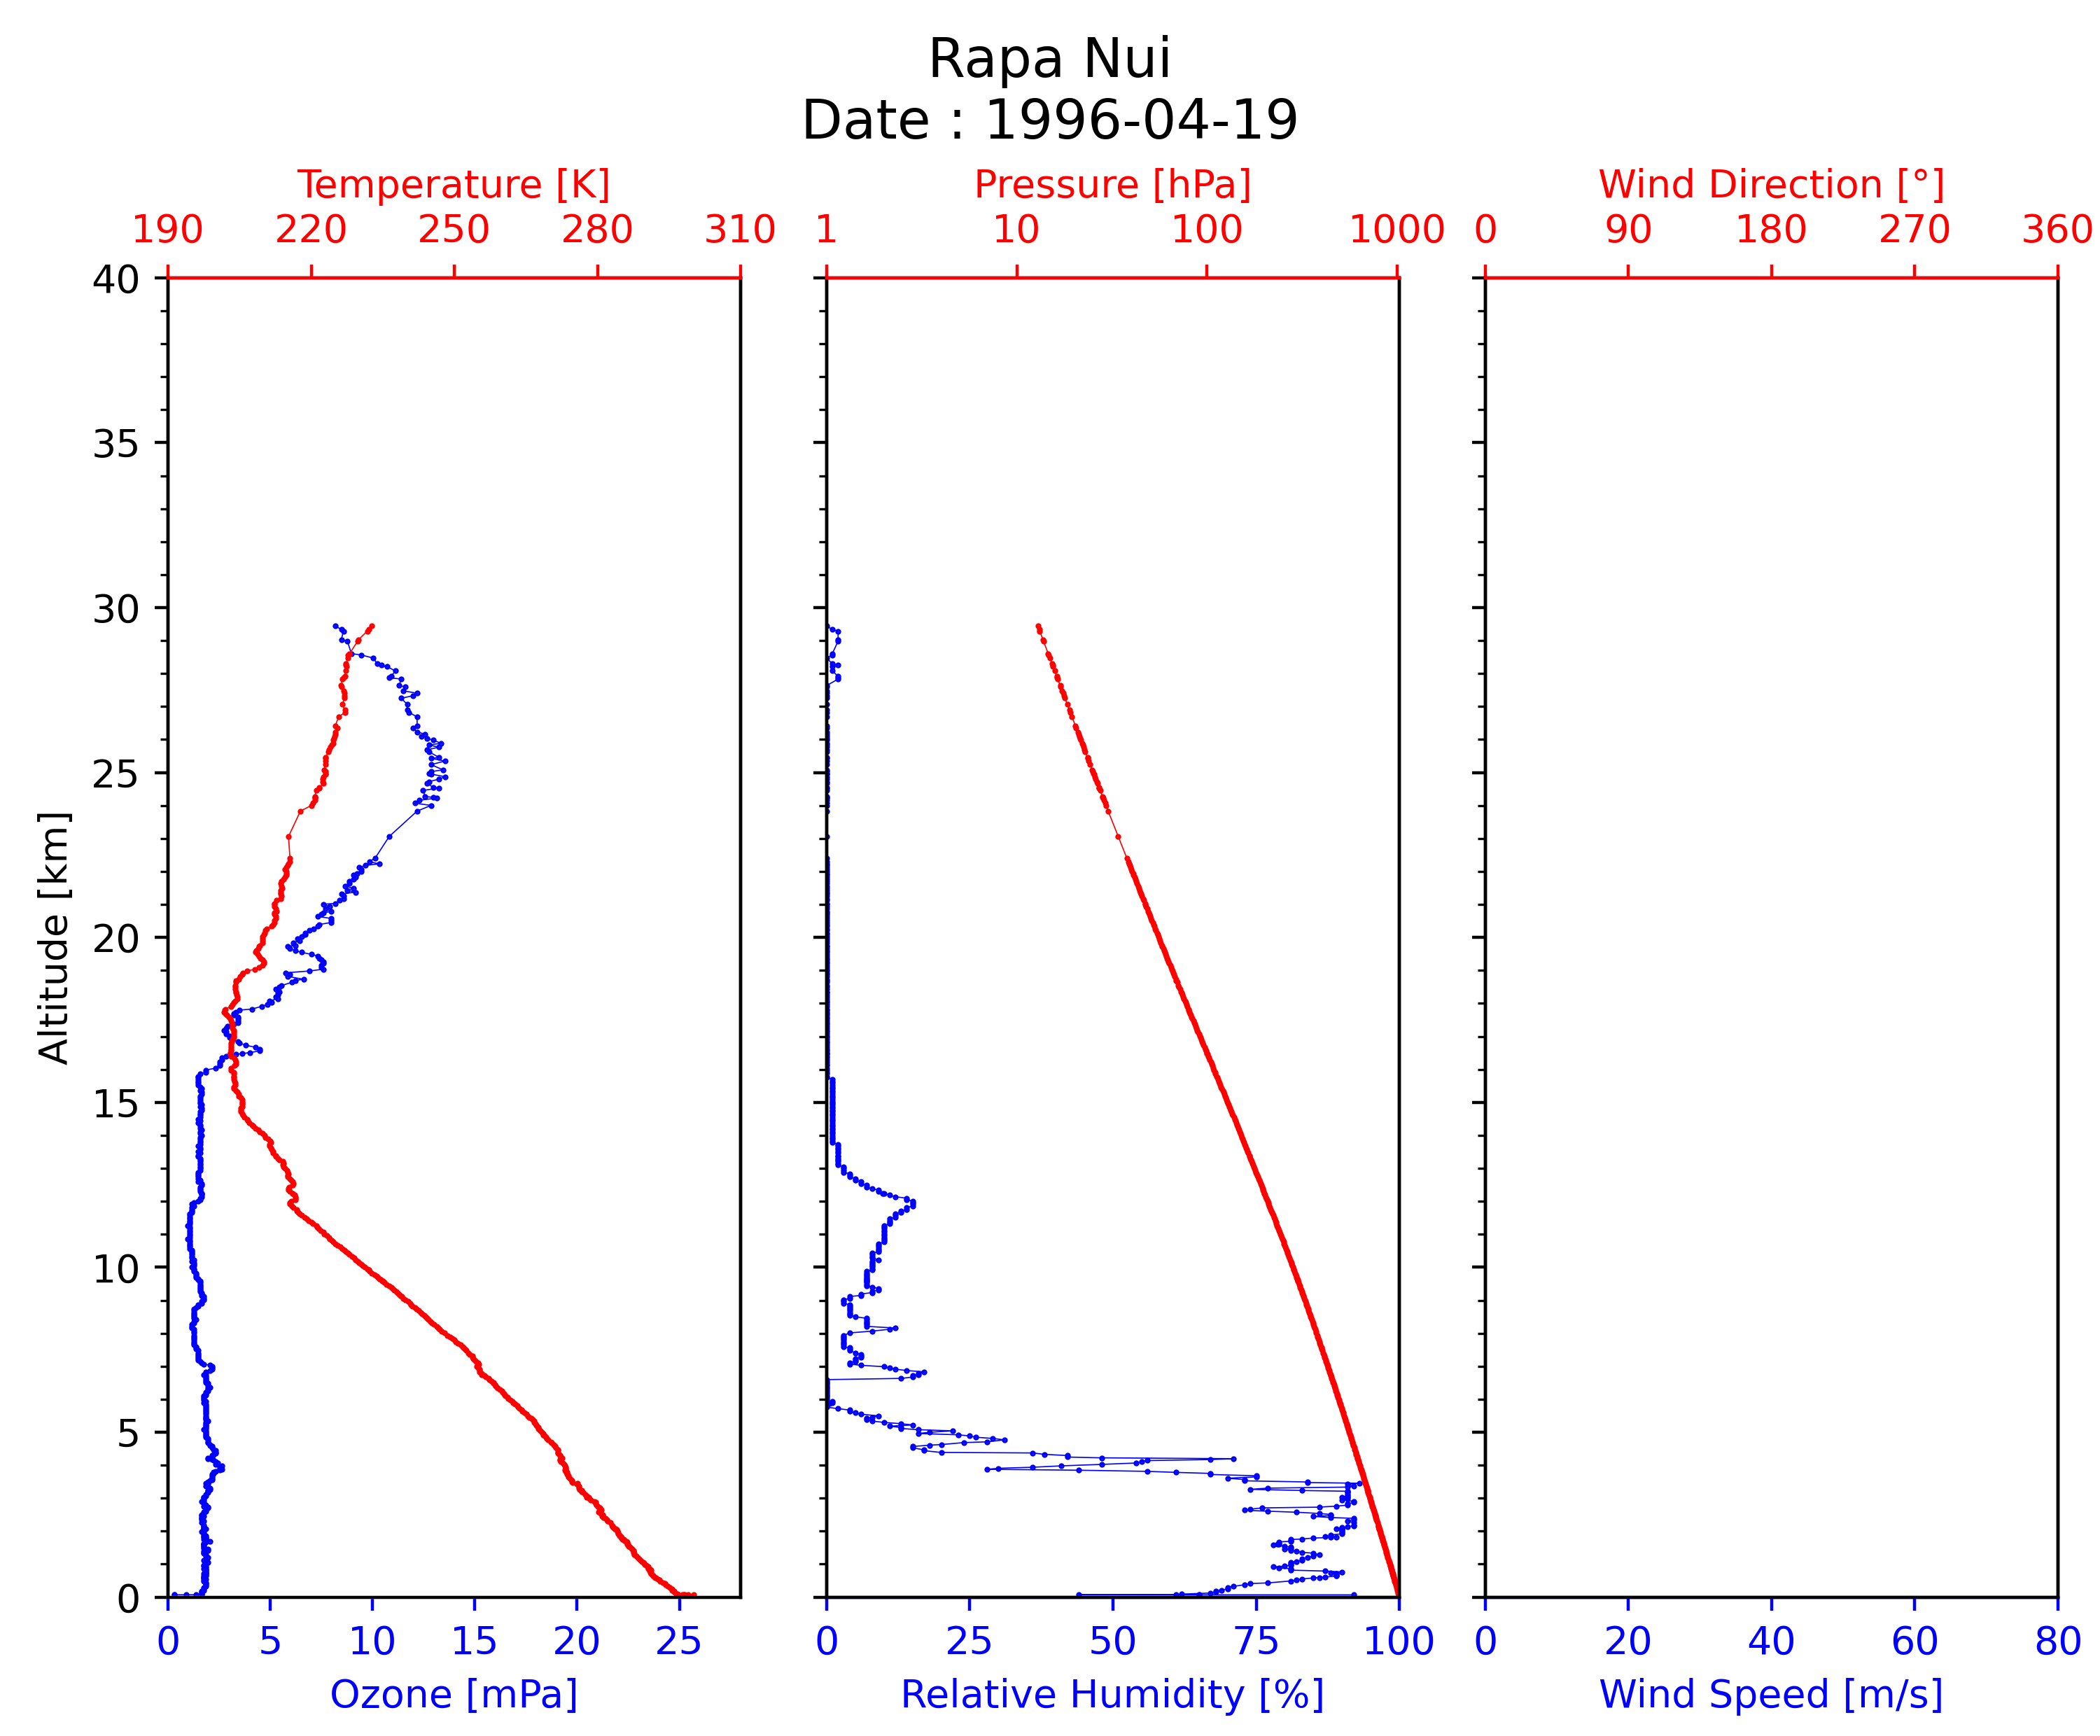 Rapa Nui
Date : 1996-04-19
Temperature [K]
190 220 250 280 310
Pressure [hPa]
1 10 100 1000
Wind Direction [°]
0 90 180 270 360
Altitude [km]
40
35
30
25
20
15
10
5
0
0 5 10 15 20 25
Ozone [mPa]
0 25 50 75 100
Relative Humidity [%]
0 20 40 60 80
Wind Speed [m/s]